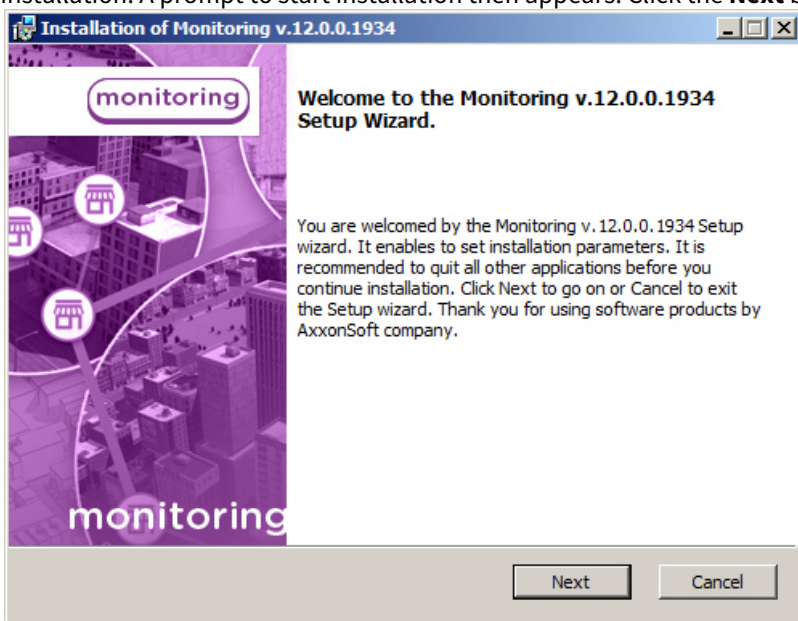 installation. A prompt to start installation then appears. Click the Next b
Installation of Monitoring v.12.0.0.1934
monitoring
Welcome to the Monitoring v.12.0.0.1934
Setup Wizard.
You are welcomed by the Monitoring v.12.0.0.1934 Setup
wizard. It enables to set installation parameters. It is
recommended to quit all other applications before you
continue installation. Click Next to go on or Cancel to exit
the Setup wizard. Thank you for using software products by
AxxonSoft company.
monitoring
Next Cancel